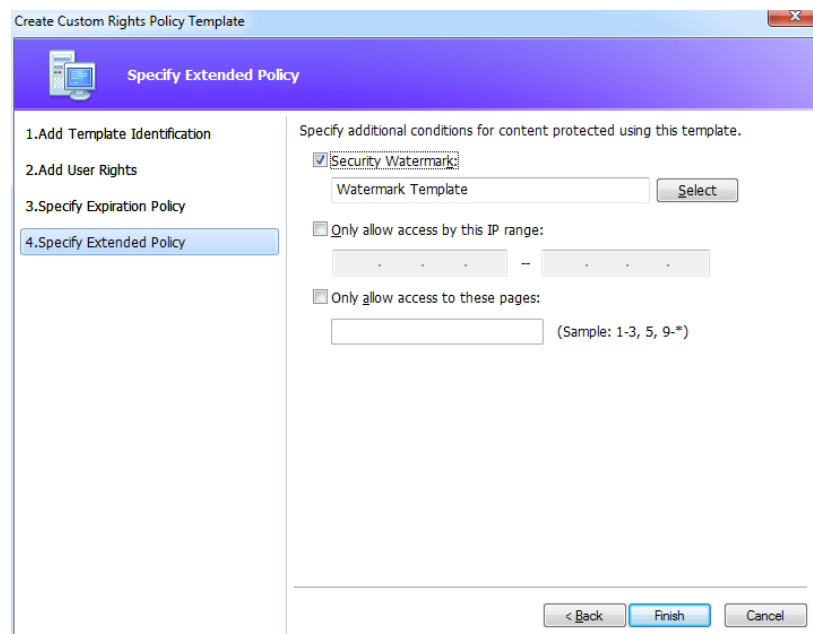 Create Custom Rights Policy Template
Specify Extended Policy
1.Add Template Identification
2.Add User Rights
3.Specify Expiration Policy
4.Specify Extended Policy
Specify additional conditions for content protected using this template.
Security Watermark:
Watermark Template
Select
Only allow access by this IP range:
. . . -- . . .
Only allow access to these pages:
(Sample: 1-3, 5, 9-*)
< Back
Finish
Cancel